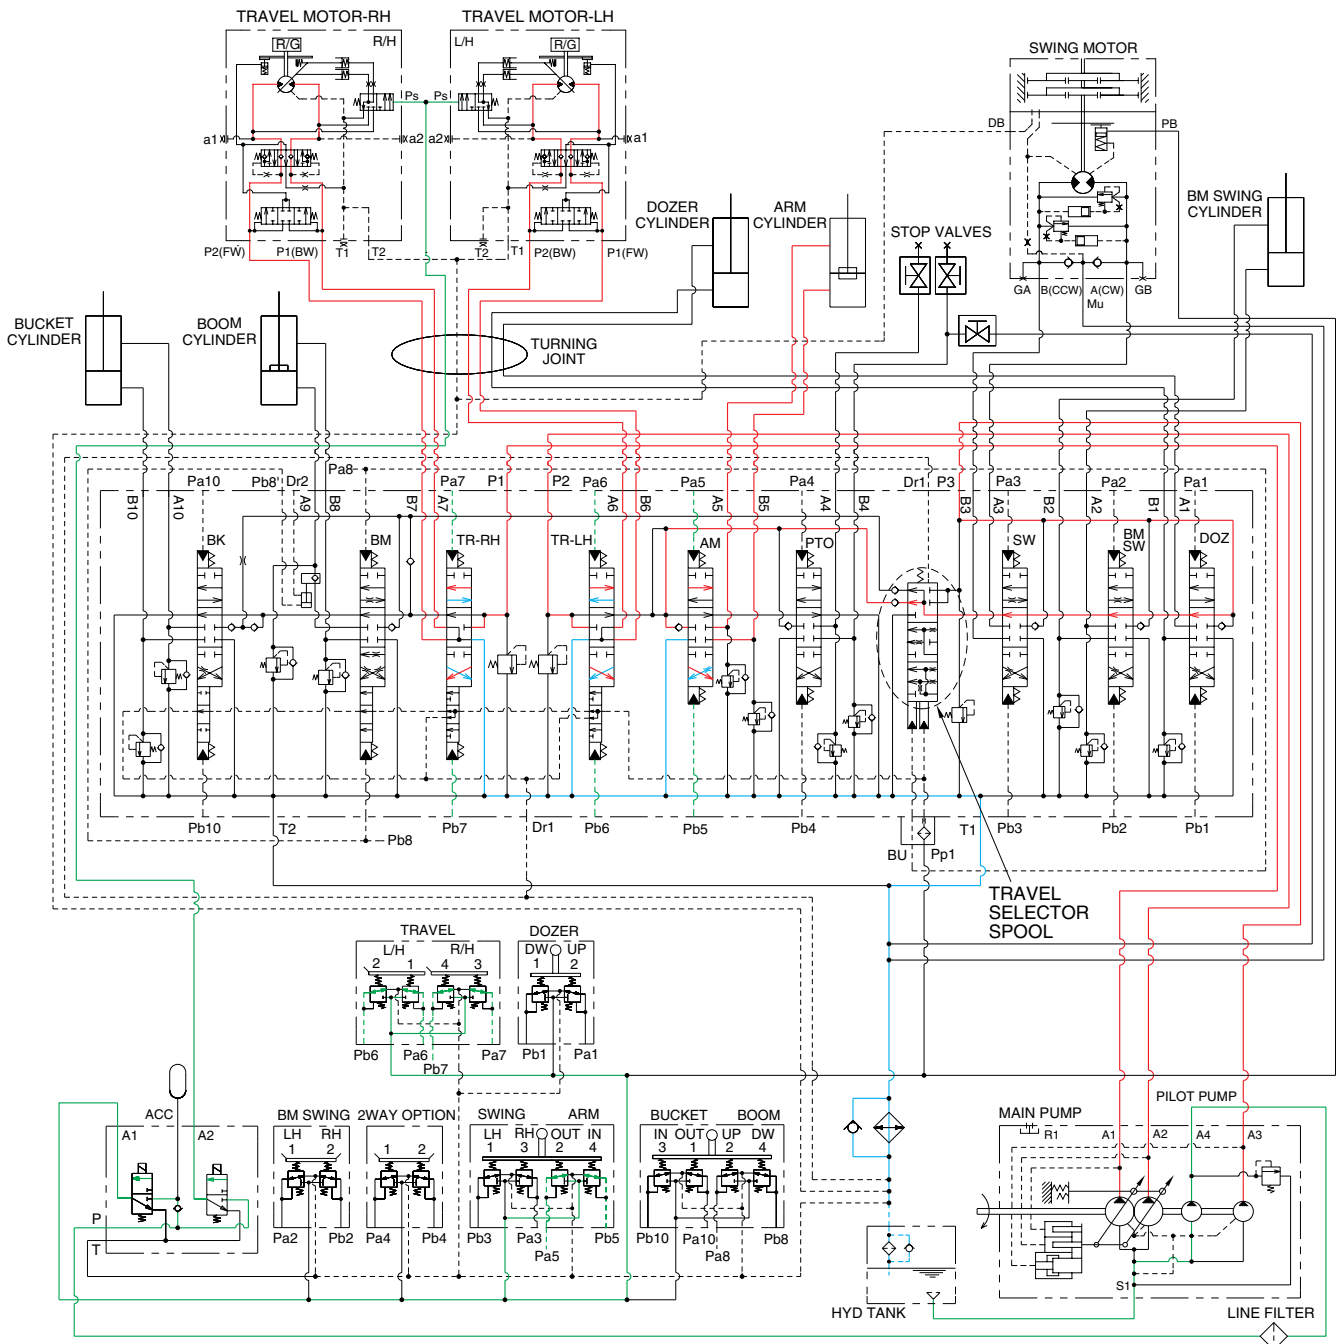 TRAVEL MOTOR-RH
TRAVEL MOTOR-LH
R/G
R/H
L/H
R/G
SWING MOTOR
Ps
Ps
DB
PB
a1
a2
a2
a1
P2(FW)
P1(BW)
T1
T2
T2
T1
P2(BW)
P1(FW)
DOZER
CYLINDER
ARM
CYLINDER
STOP VALVES
BM SWING
CYLINDER
GA
B(CCW)
A(CW)
GB
Mu
BUCKET
CYLINDER
BOOM
CYLINDER
TURNING
JOINT
B10
A10
Pa10
Pb8'
Dr2
A9
B8
Pa8
B7
A7
Pa7
P1
P2
Pa6
A6
B6
Pa5
A5
B5
Pa4
A4
B4
Dr1
P3
B3
A3
Pa3
B2
A2
Pa2
B1
A1
Pa1
BK
BM
TR-RH
TR-LH
AM
PTO
SW
BM
SW
DOZ
Pb10
T2
Pb8
Pb7
Dr1
Pb6
Pb5
Pb4
BU
Pp1
T1
Pb3
Pb2
Pb1
TRAVEL
SELECTOR
SPOOL
TRAVEL
L/H
R/H
2
1
4
3
Pb6
Pa6
Pb7
Pa7
DOZER
DW
UP
1
2
Pb1
Pa1
ACC
A1
A2
P
T
BM SWING
LH
RH
1
2
Pa2
Pb2
2WAY OPTION
1
2
Pa4
Pb4
SWING
ARM
LH
RH
OUT
IN
1
3
2
4
Pb3
Pa3
Pa5
Pb5
BUCKET
BOOM
IN
OUT
UP
DW
3
1
2
4
Pb10
Pa10
Pa8
Pb8
HYD TANK
MAIN PUMP
PILOT PUMP
R1
A1
A2
A4
A3
S1
LINE FILTER